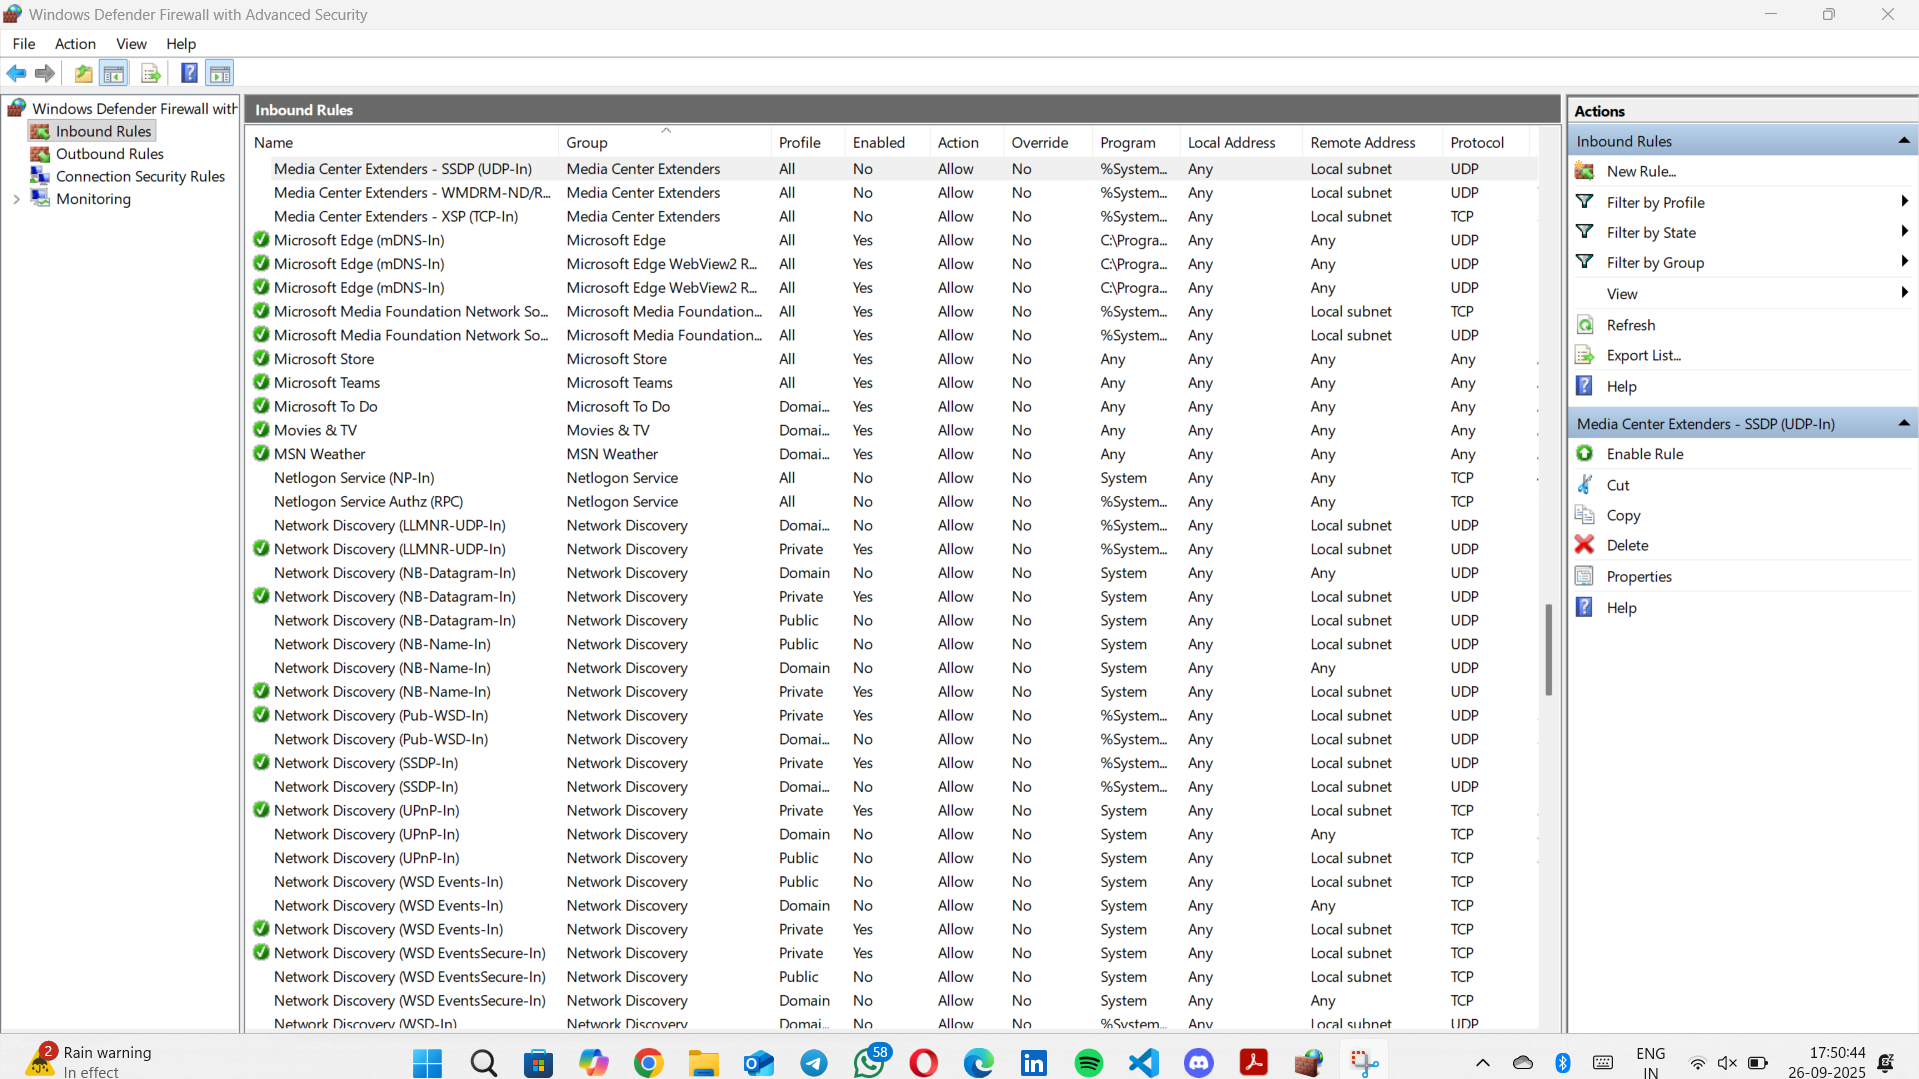 Windows Defender Firewall with Advanced Security
File Action View Help
Windows Defender Firewall with
Inbound Rules
Outbound Rules
Connection Security Rules
Monitoring
Inbound Rules
Name Group Profile Enabled Action Override Program Local Address Remote Address Protocol
Media Center Extenders - SSDP (UDP-In) Media Center Extenders All No Allow No %System... Any Local subnet UDP
Media Center Extenders - WMDRM-ND/R... Media Center Extenders All No Allow No %System... Any Local subnet UDP
Media Center Extenders - XSP (TCP-In) Media Center Extenders All No Allow No %System... Any Local subnet TCP
Microsoft Edge (mDNS-In) Microsoft Edge All Yes Allow No C:\Progra... Any Any UDP
Microsoft Edge (mDNS-In) Microsoft Edge WebView2 R... All Yes Allow No C:\Progra... Any Any UDP
Microsoft Edge (mDNS-In) Microsoft Edge WebView2 R... All Yes Allow No C:\Progra... Any Any UDP
Microsoft Media Foundation Network So... Microsoft Media Foundation... All Yes Allow No %System... Any Local subnet TCP
Microsoft Media Foundation Network So... Microsoft Media Foundation... All Yes Allow No %System... Any Local subnet UDP
Microsoft Store Microsoft Store All Yes Allow No Any Any Any Any
Microsoft Teams Microsoft Teams All Yes Allow No Any Any Any Any
Microsoft To Do Microsoft To Do Domai... Yes Allow No Any Any Any Any
Movies & TV Movies & TV Domai... Yes Allow No Any Any Any Any
MSN Weather MSN Weather Domai... Yes Allow No Any Any Any Any
Netlogon Service (NP-In) Netlogon Service All No Allow No System Any Any TCP
Netlogon Service Authz (RPC) Netlogon Service All No Allow No %System... Any Any TCP
Network Discovery (LLMNR-UDP-In) Network Discovery Domai... No Allow No %System... Any Local subnet UDP
Network Discovery (LLMNR-UDP-In) Network Discovery Private Yes Allow No %System... Any Local subnet UDP
Network Discovery (NB-Datagram-In) Network Discovery Domain No Allow No System Any Any UDP
Network Discovery (NB-Datagram-In) Network Discovery Private Yes Allow No System Any Local subnet UDP
Network Discovery (NB-Datagram-In) Network Discovery Public No Allow No System Any Local subnet UDP
Network Discovery (NB-Name-In) Network Discovery Public No Allow No System Any Local subnet UDP
Network Discovery (NB-Name-In) Network Discovery Domain No Allow No System Any Any UDP
Network Discovery (NB-Name-In) Network Discovery Private Yes Allow No System Any Local subnet UDP
Network Discovery (Pub-WSD-In) Network Discovery Private Yes Allow No %System... Any Local subnet UDP
Network Discovery (Pub-WSD-In) Network Discovery Domai... No Allow No %System... Any Local subnet UDP
Network Discovery (SSDP-In) Network Discovery Private Yes Allow No %System... Any Local subnet UDP
Network Discovery (SSDP-In) Network Discovery Domai... No Allow No %System... Any Local subnet UDP
Network Discovery (UPnP-In) Network Discovery Private Yes Allow No System Any Local subnet TCP
Network Discovery (UPnP-In) Network Discovery Domain No Allow No System Any Any TCP
Network Discovery (UPnP-In) Network Discovery Public No Allow No System Any Local subnet TCP
Network Discovery (WSD Events-In) Network Discovery Public No Allow No System Any Local subnet TCP
Network Discovery (WSD Events-In) Network Discovery Domain No Allow No System Any Any TCP
Network Discovery (WSD Events-In) Network Discovery Private Yes Allow No System Any Local subnet TCP
Network Discovery (WSD EventsSecure-In) Network Discovery Private Yes Allow No System Any Local subnet TCP
Network Discovery (WSD EventsSecure-In) Network Discovery Public No Allow No System Any Local subnet TCP
Network Discovery (WSD EventsSecure-In) Network Discovery Domain No Allow No System Any Any TCP
Network Discovery (WSD-In) Network Discovery Domai... No Allow No %System... Any Local subnet UDP
Actions
Inbound Rules
New Rule...
Filter by Profile
Filter by State
Filter by Group
View
Refresh
Export List...
Help
Media Center Extenders - SSDP (UDP-In)
Enable Rule
Cut
Copy
Delete
Properties
Help
2
Rain warning
In effect
58
ENG
IN
17:50:44
26-09-2025